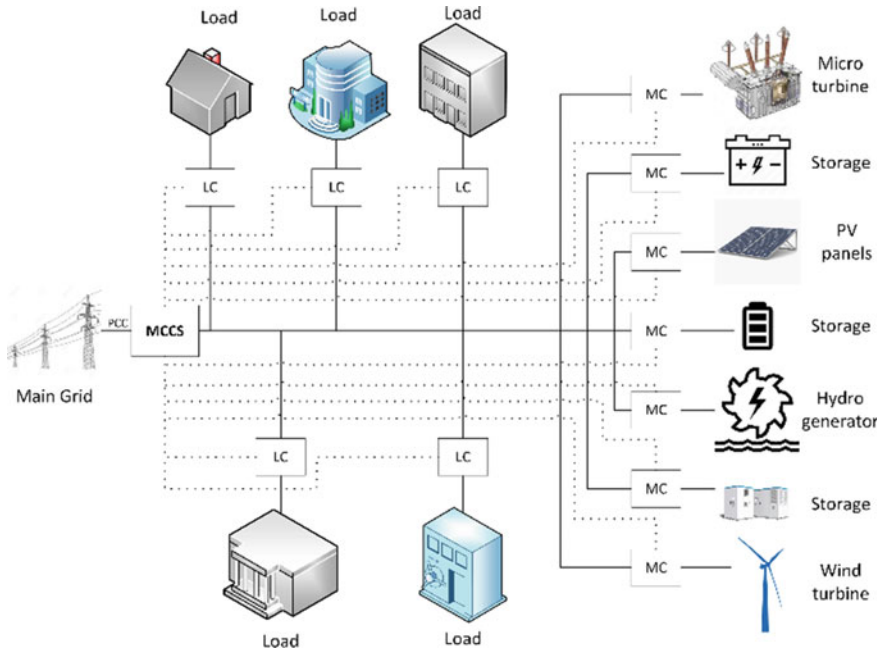 Load
Load
Load
LC
LC
LC
PCC
MCCS
Main Grid
LC
LC
Load
Load
MC
Micro
turbine
MC
+ -
Storage
MC
PV
panels
MC
Storage
MC
Hydro
generator
MC
Storage
MC
Wind
turbine